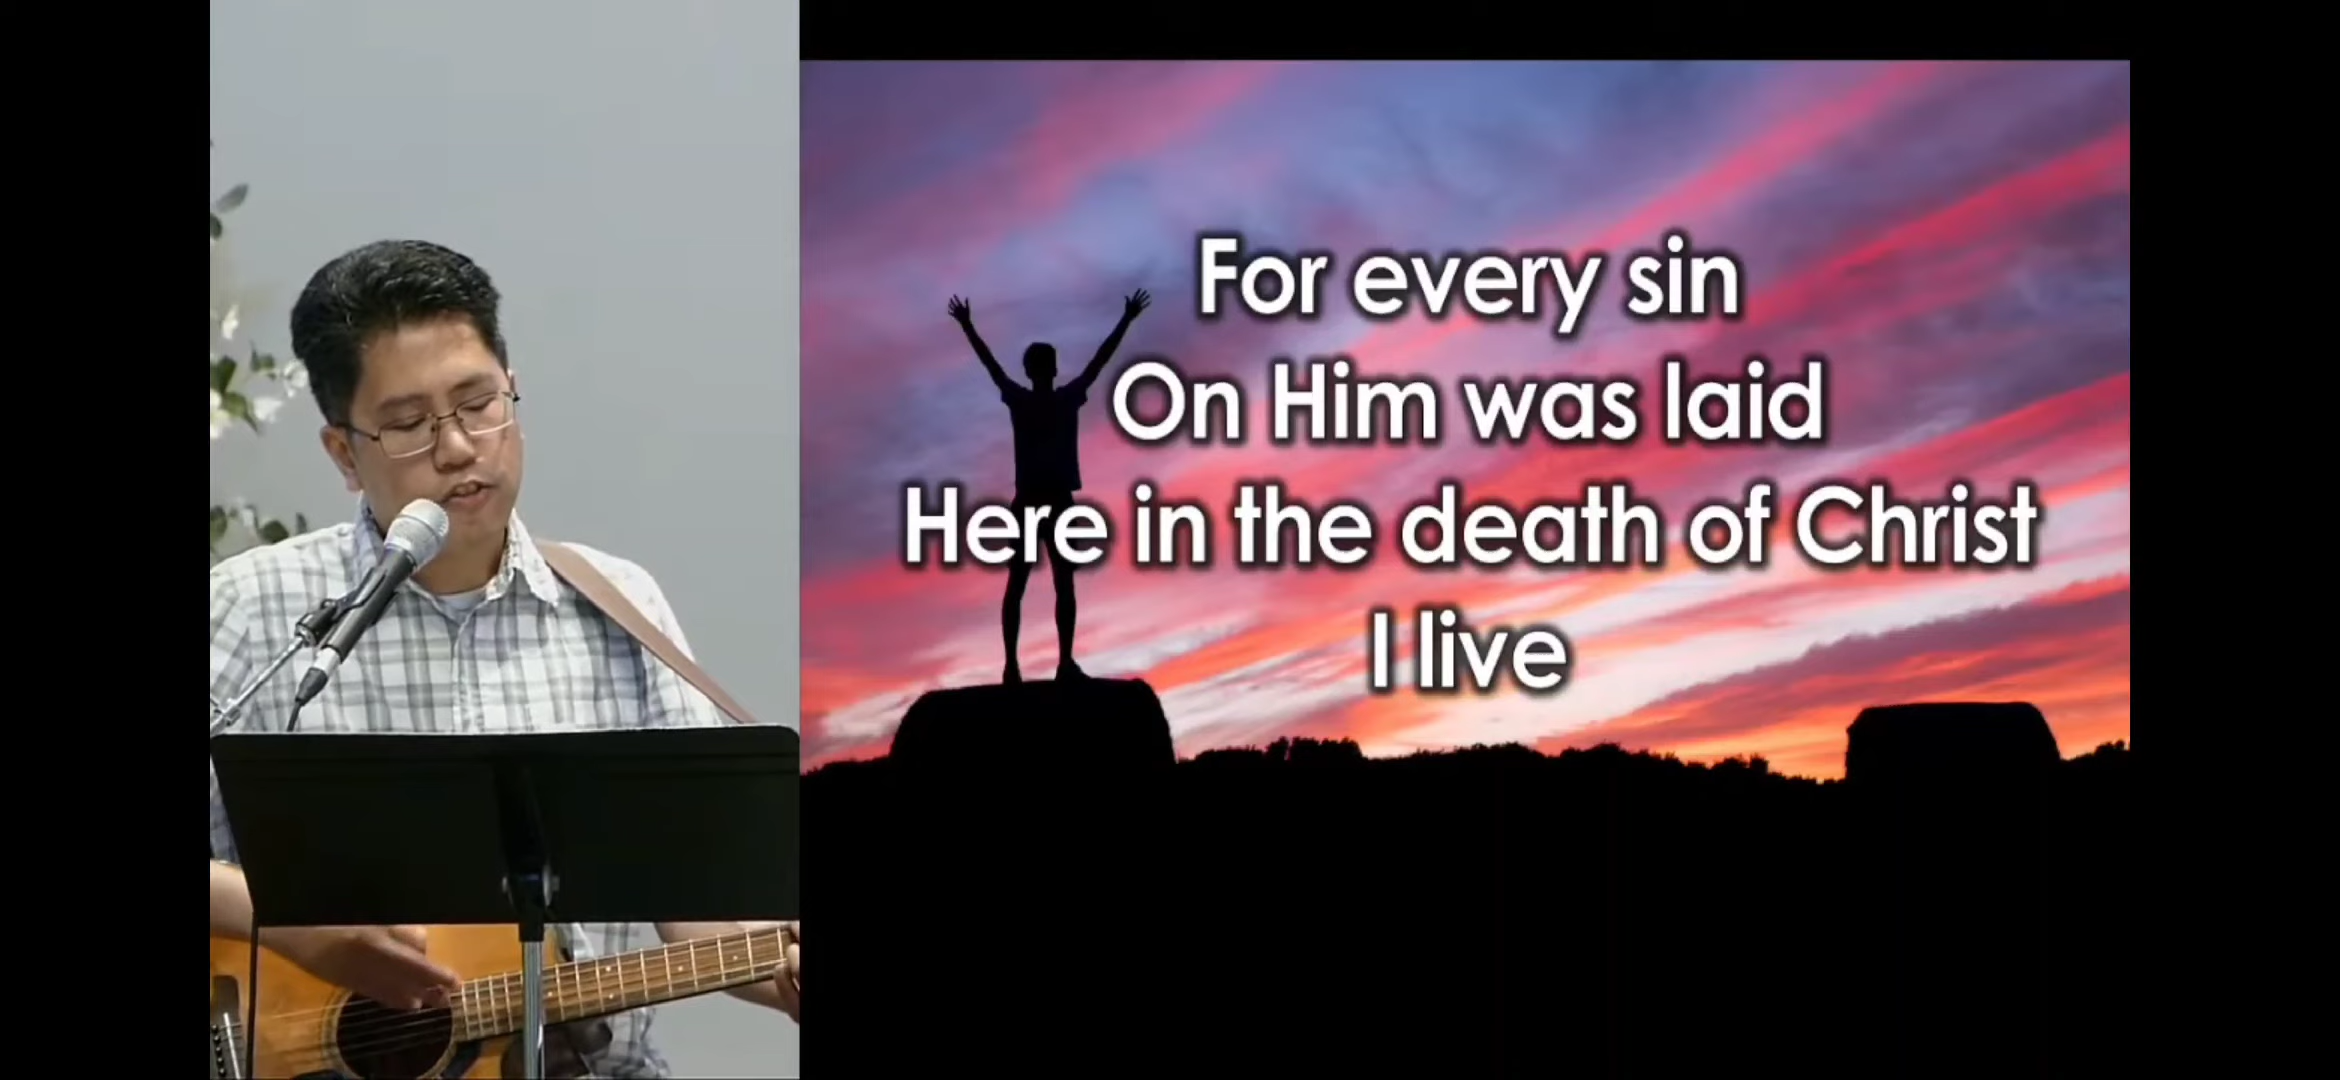 For every sin
On Him was laid
Here in the death of Christ
I live